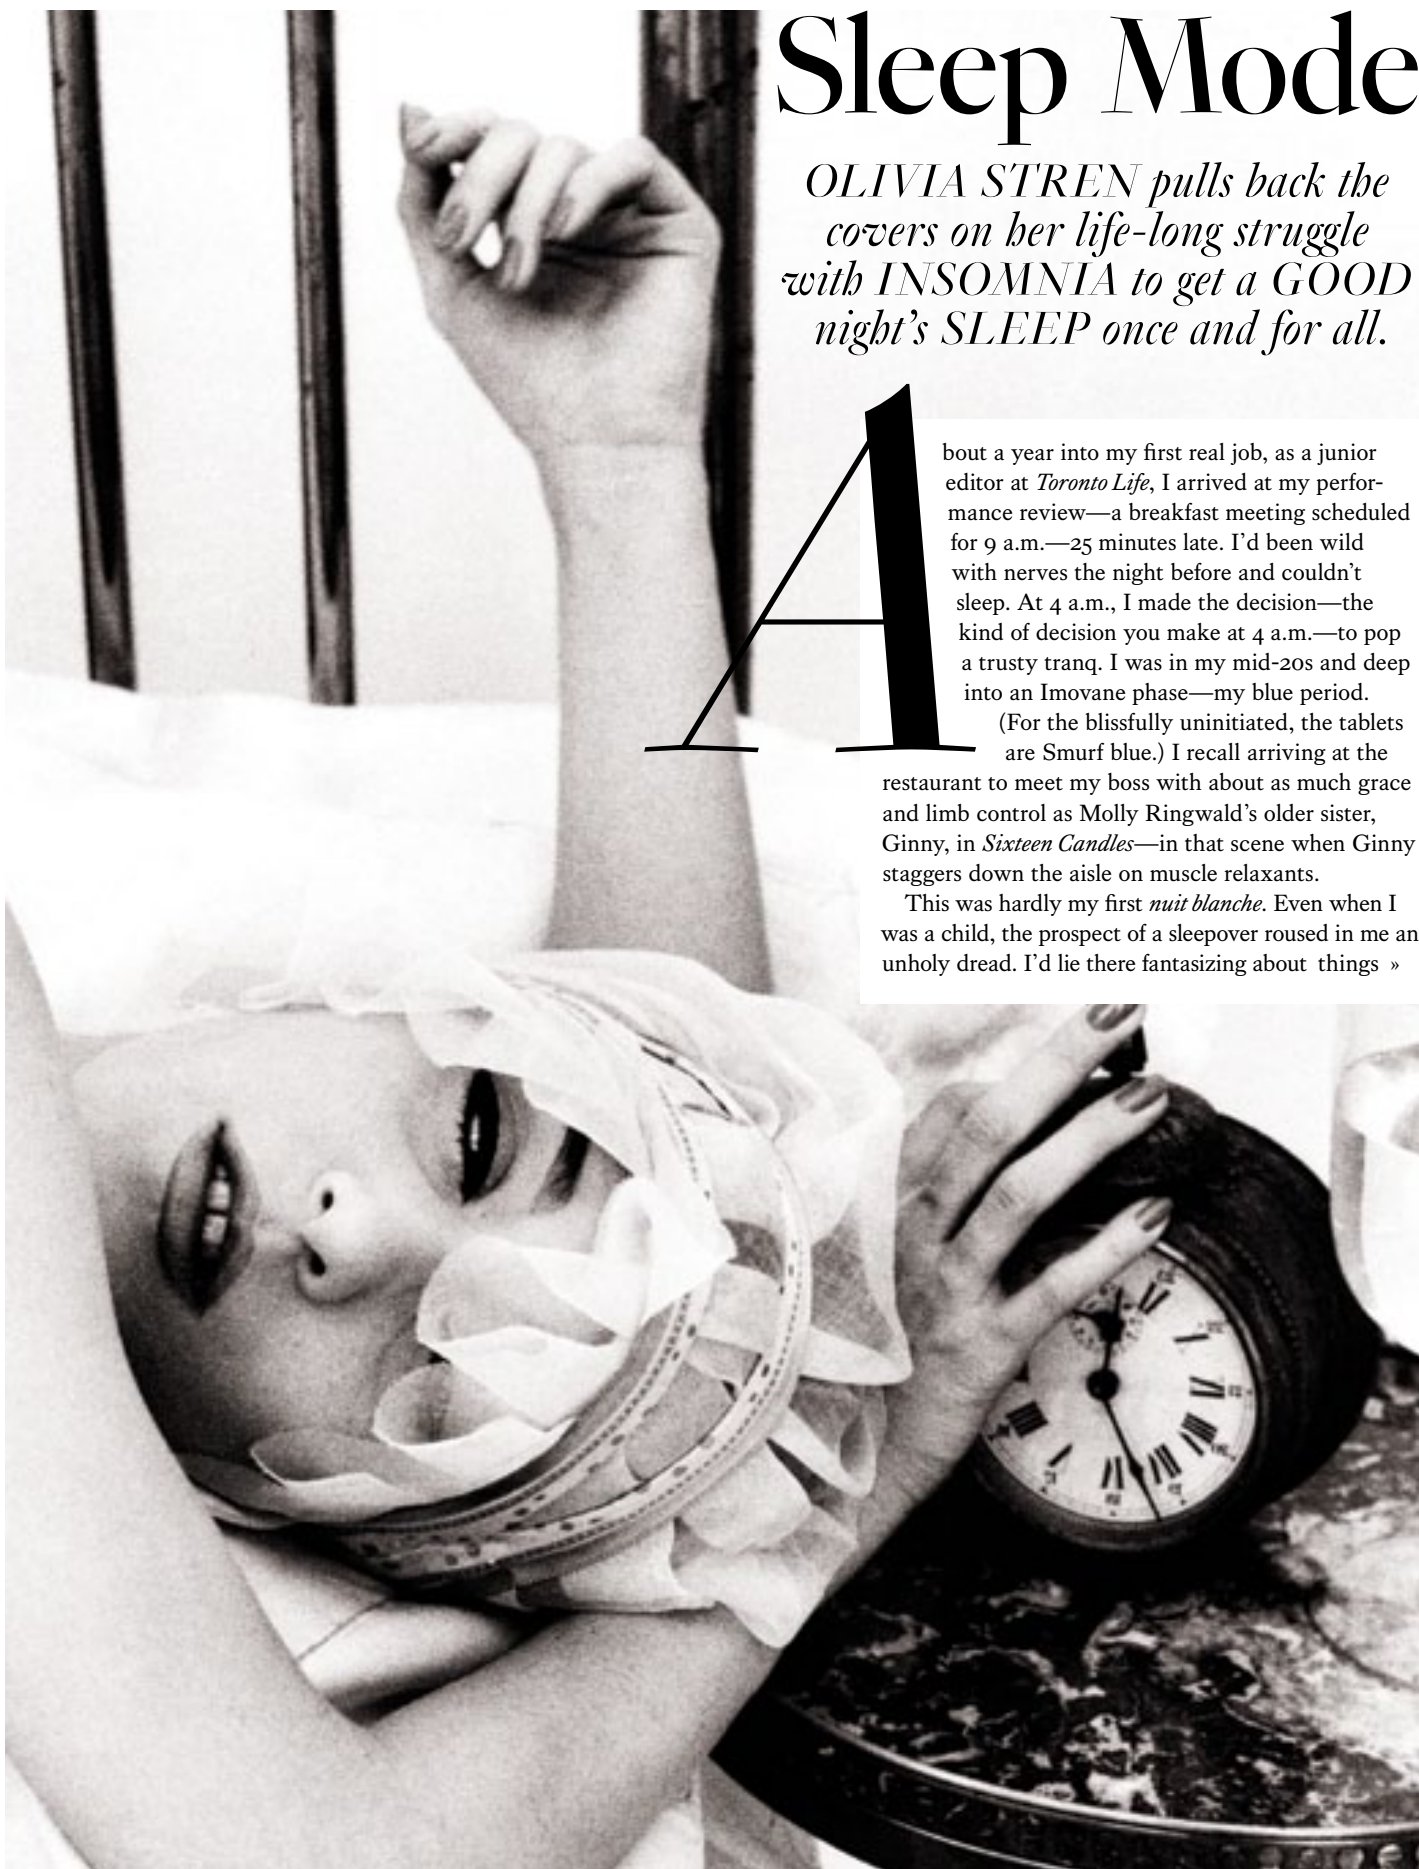 Sleep Mode
OLIVIA STREN pulls back the
covers on her life-long struggle
with INSOMNIA to get a GOOD
night's SLEEP once and for all.
About a year into my first real job, as a junior
editor at Toronto Life, I arrived at my perfor-
mance review—a breakfast meeting scheduled
for 9 a.m.—25 minutes late. I'd been wild
with nerves the night before and couldn't
sleep. At 4 a.m., I made the decision—the
kind of decision you make at 4 a.m.—to pop
a trusty tranq. I was in my mid-20s and deep
into an Imovane phase—my blue period.
(For the blissfully uninitiated, the tablets
are Smurf blue.) I recall arriving at the
restaurant to meet my boss with about as much grace
and limb control as Molly Ringwald's older sister,
Ginny, in Sixteen Candles—in that scene when Ginny
staggers down the aisle on muscle relaxants.
This was hardly my first nuit blanche. Even when I
was a child, the prospect of a sleepover roused in me an
unholy dread. I'd lie there fantasizing about things »